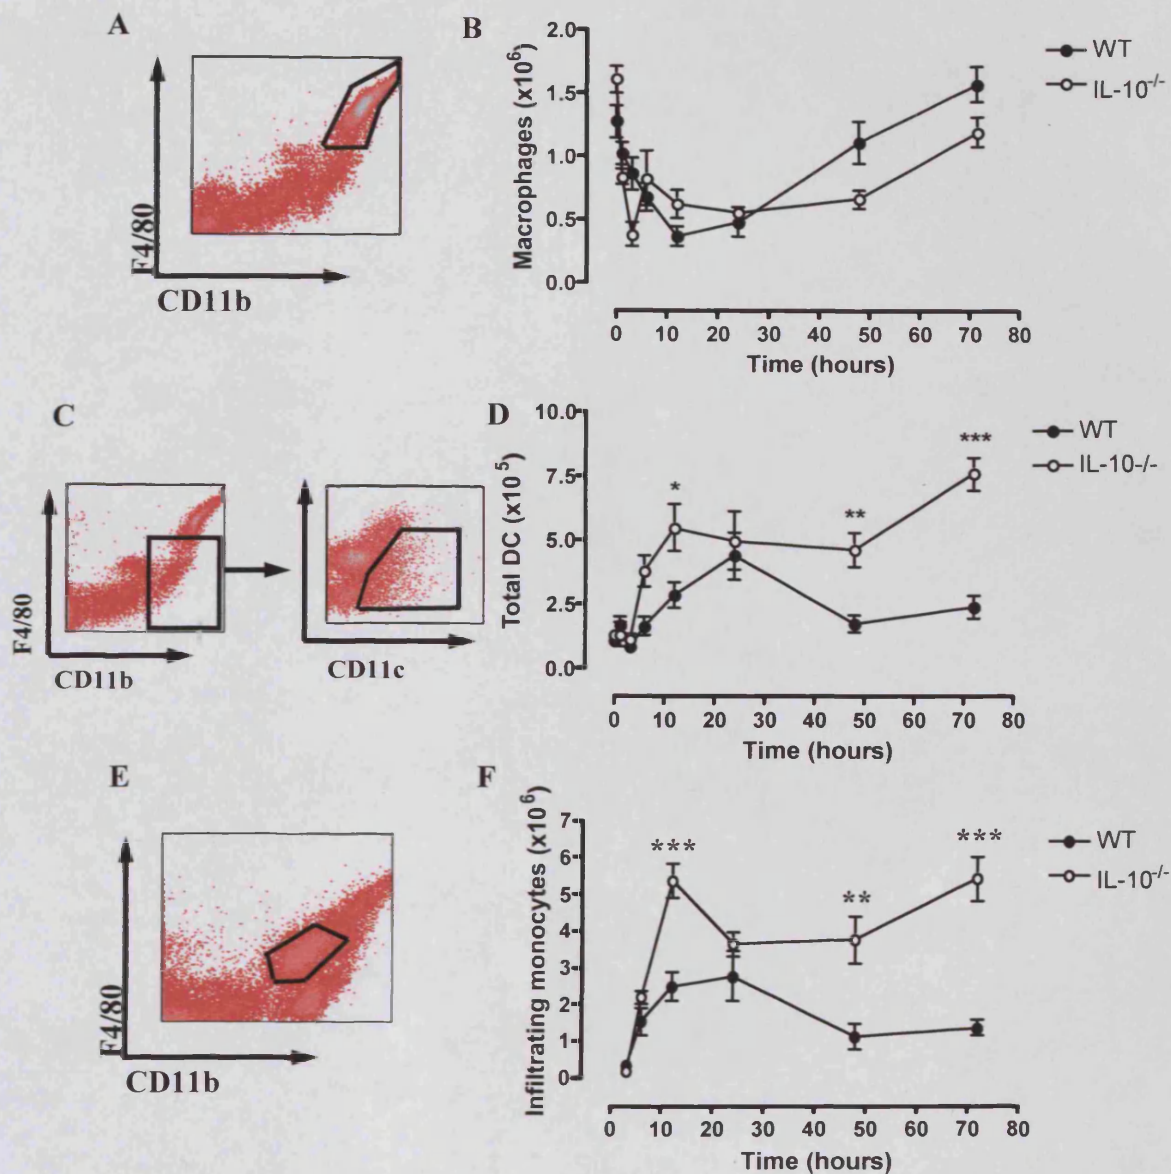 A
F4/80
CD11b
B
Macrophages (x10⁶)
2.0
1.5
1.0
0.5
0.0
0 10 20 30 40 50 60 70 80
Time (hours)
WT
IL-10⁻/⁻
C
F4/80
CD11b
CD11c
D
Total DC (x10⁵)
10.0
7.5
5.0
2.5
0.0
*
**
***
0 10 20 30 40 50 60 70 80
Time (hours)
WT
IL-10-/-
E
F4/80
CD11b
F
Infiltrating monocytes (x10⁶)
7
6
5
4
3
2
1
0
***
**
***
0 10 20 30 40 50 60 70 80
Time (hours)
WT
IL-10⁻/⁻